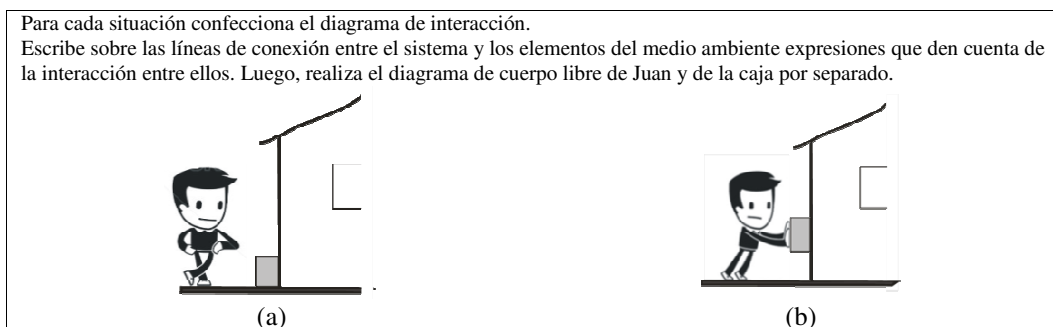 Para cada situación confecciona el diagrama de interacción.
Escribe sobre las líneas de conexión entre el sistema y los elementos del medio ambiente expresiones que den cuenta de
la interacción entre ellos. Luego, realiza el diagrama de cuerpo libre de Juan y de la caja por separado.
(a) (b)